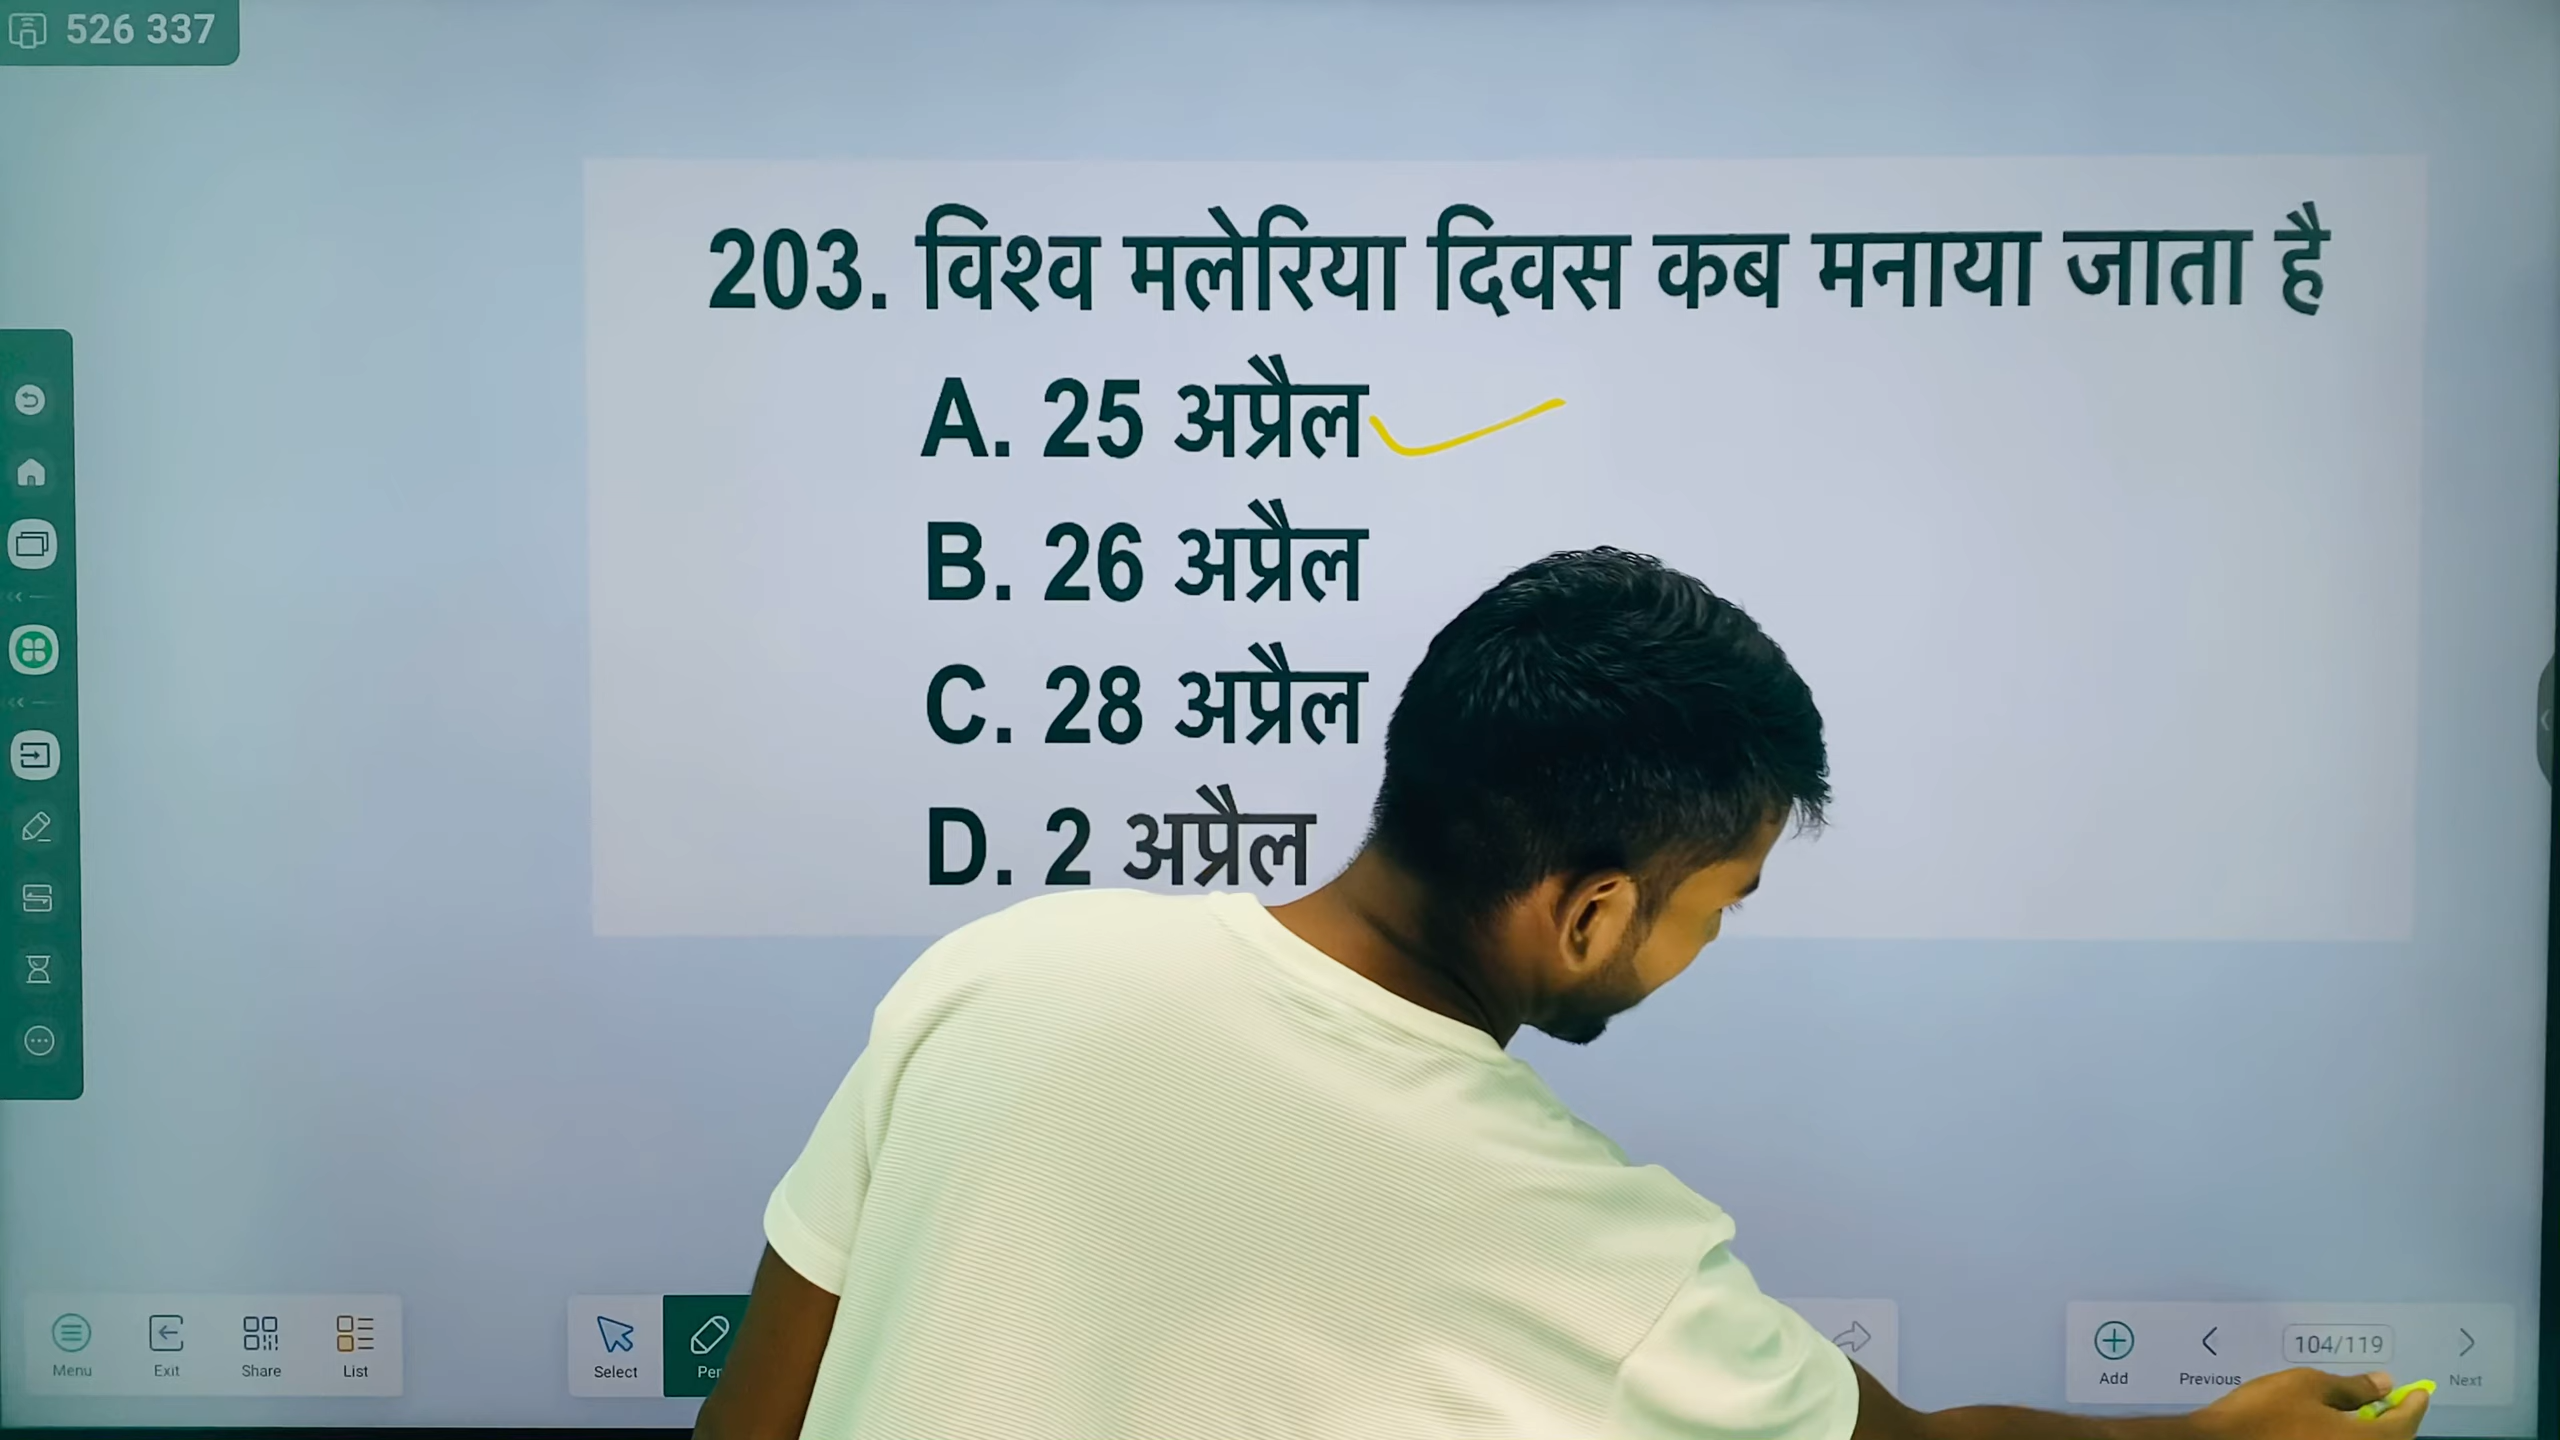 526 337
203. विश्व मलेरिया दिवस कब मनाया जाता है
A. 25 अप्रैल
B. 26 अप्रैल
C. 28 अप्रैल
D. 2 अप्रैल
Menu
Exit
Share
List
Select
Add
Previous
104/119
Next